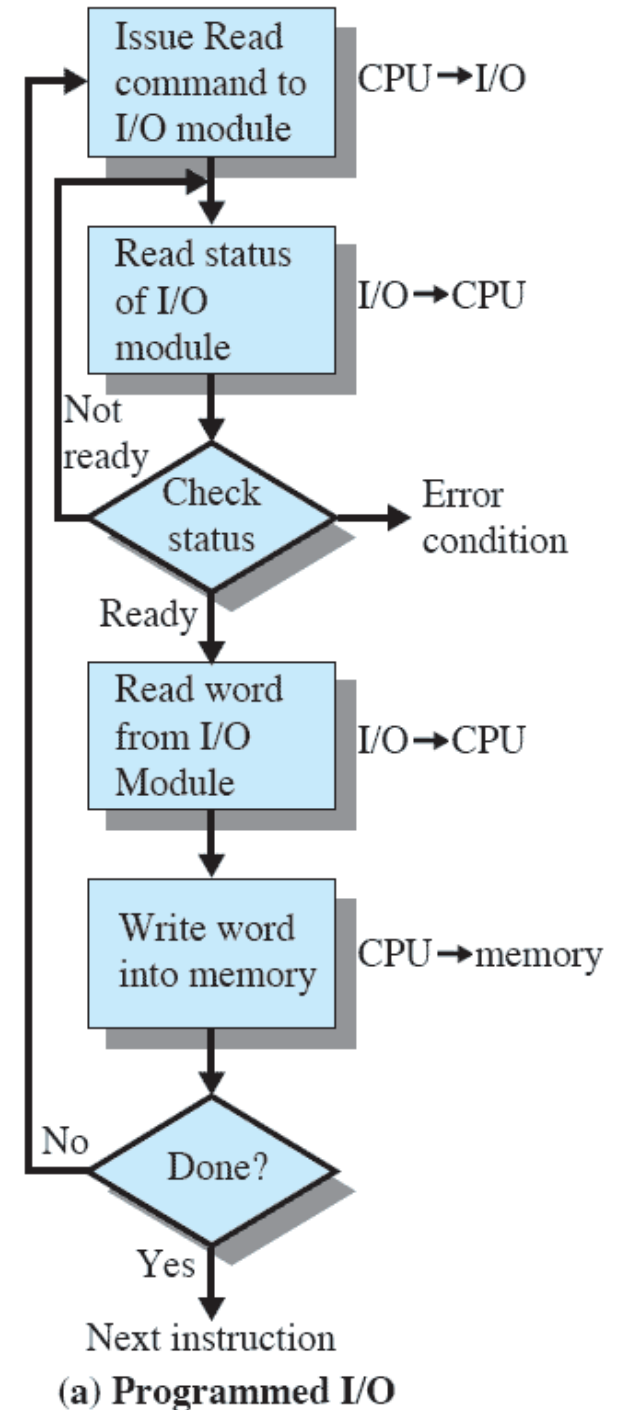 Issue Read
command to
I/O module
CPU→I/O
Read status
of I/O
module
I/O→CPU
Not
ready
Check
status
Error
condition
Ready
Read word
from I/O
Module
I/O→CPU
Write word
into memory
CPU→memory
No
Done?
Yes
Next instruction
(a) Programmed I/O